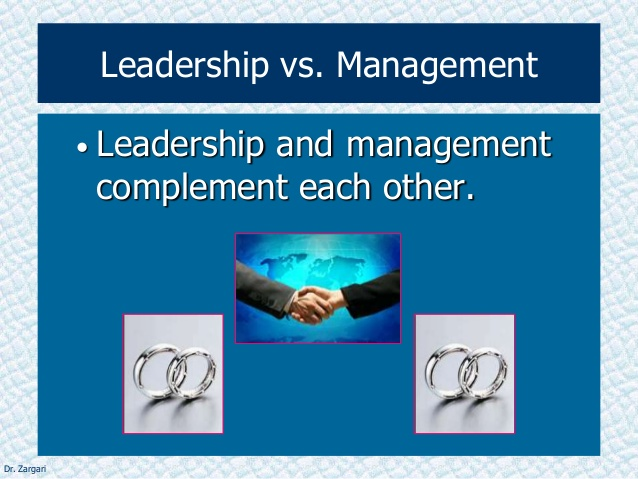 Leadership vs. Management
• Leadership and management
complement each other.
Dr. Zargari